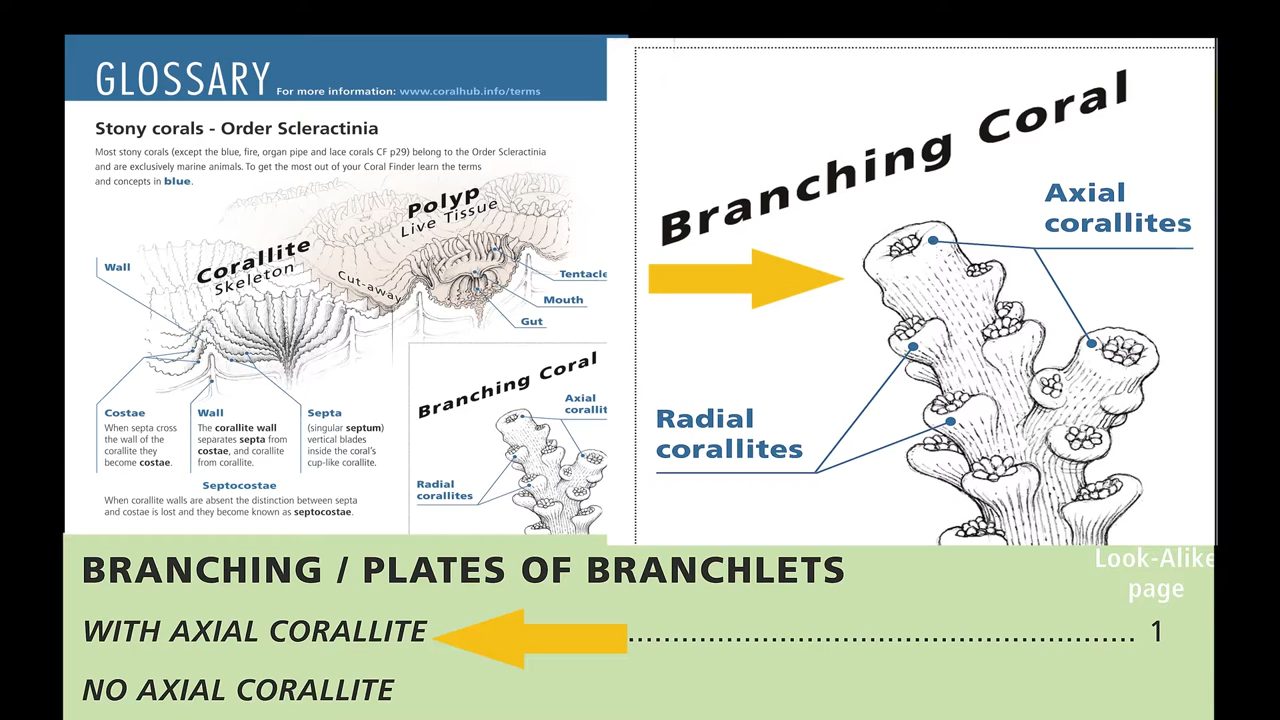 GLOSSARY For more information: www.coralhub.info/terms
Stony corals - Order Scleractinia
Most stony corals (except the blue, fire, organ pipe and lace corals CF p29) belong to the Order Scleractinia
and are exclusively marine animals. To get the most out of your Coral Finder learn the terms
and concepts in blue.
Polyp
Live Tissue
Corallite
Skeleton
Cut-away
Wall
Tentacle
Mouth
Gut
Costae
When septa cross
the wall of the
corallite they
become costae.
Wall
The corallite wall
separates septa from
costae, and corallite
from corallite.
Septa
(singular septum)
vertical blades
inside the coral's
cup-like corallite.
Septocostae
When corallite walls are absent the distinction between septa
and costae is lost and they become known as septocostae.
Branching Coral
Axial
corallit
Radial
corallites
Branching Coral
Axial
corallites
Radial
corallites
BRANCHING / PLATES OF BRANCHLETS
Look-Alike
page
WITH AXIAL CORALLITE ........................................................ 1
NO AXIAL CORALLITE